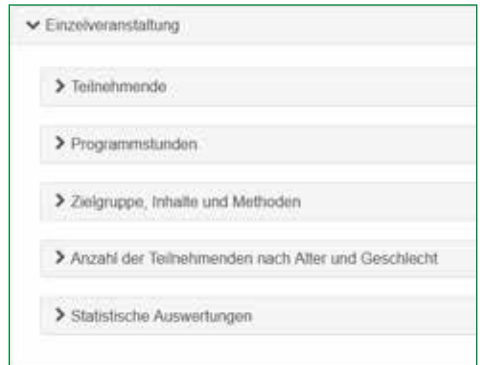 Einzelveranstaltung
Teilnehmende
Programmstunden
Zielgruppe, Inhalte und Methoden
Anzahl der Teilnehmenden nach Alter und Geschlecht
Statistische Auswertungen